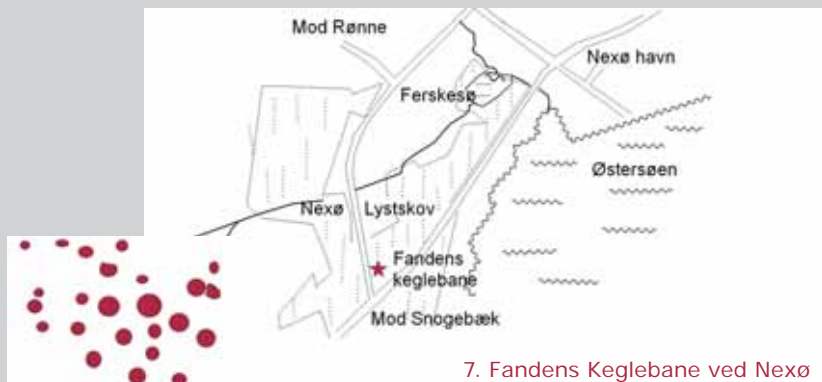 Mod Rønne
Nexø havn
Ferskesø
Østersøen
Nexø Lystskov
Fandens
keglebane
Mod Snogebæk
7. Fandens Keglebane ved Nexø